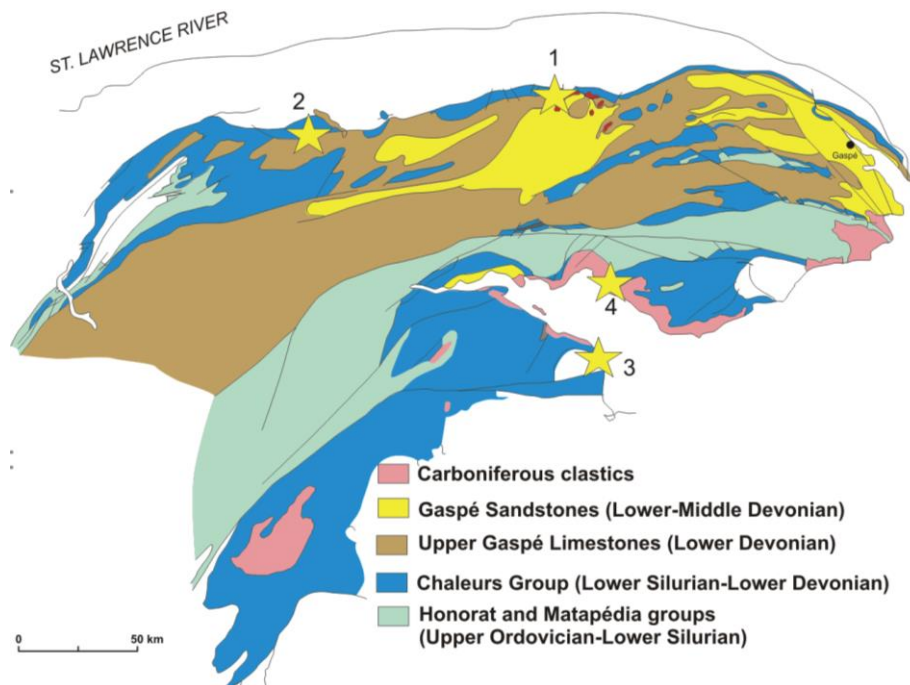 ST. LAWRENCE RIVER
1
2
Gaspé
4
3
Carboniferous clastics
Gaspé Sandstones (Lower-Middle Devonian)
Upper Gaspé Limestones (Lower Devonian)
Chaleurs Group (Lower Silurian-Lower Devonian)
Honorat and Matapédia groups
(Upper Ordovician-Lower Silurian)
0 50 km